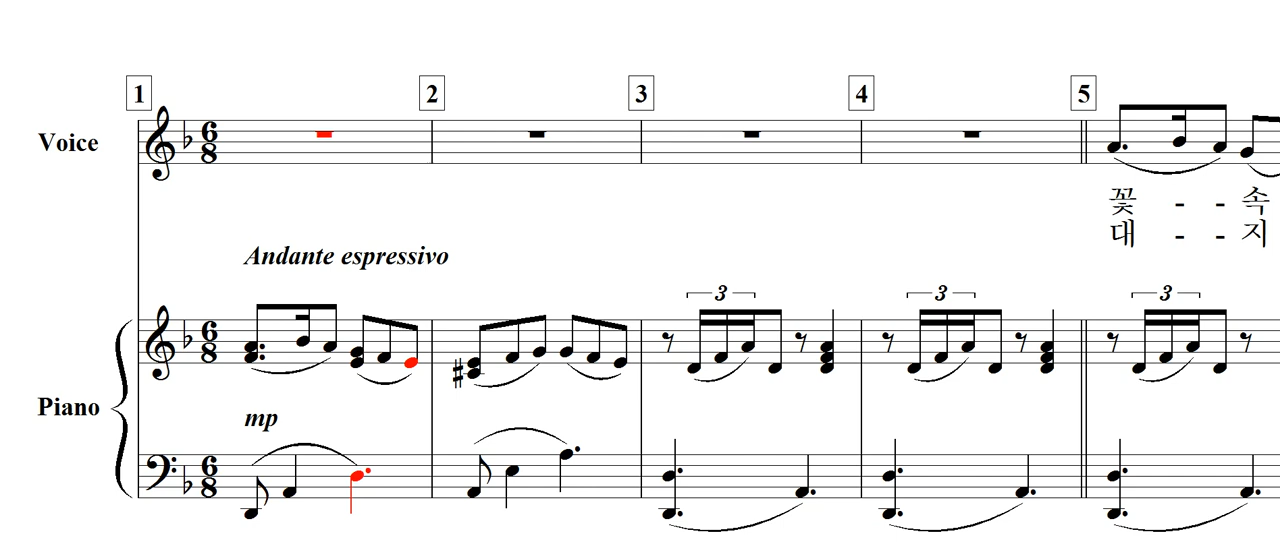 1 2 3 4 5
Voice 6 8
꽃 - - 속
대 - - 지
Andante espressivo
3 3 3
Piano 6 8
mp
6 8